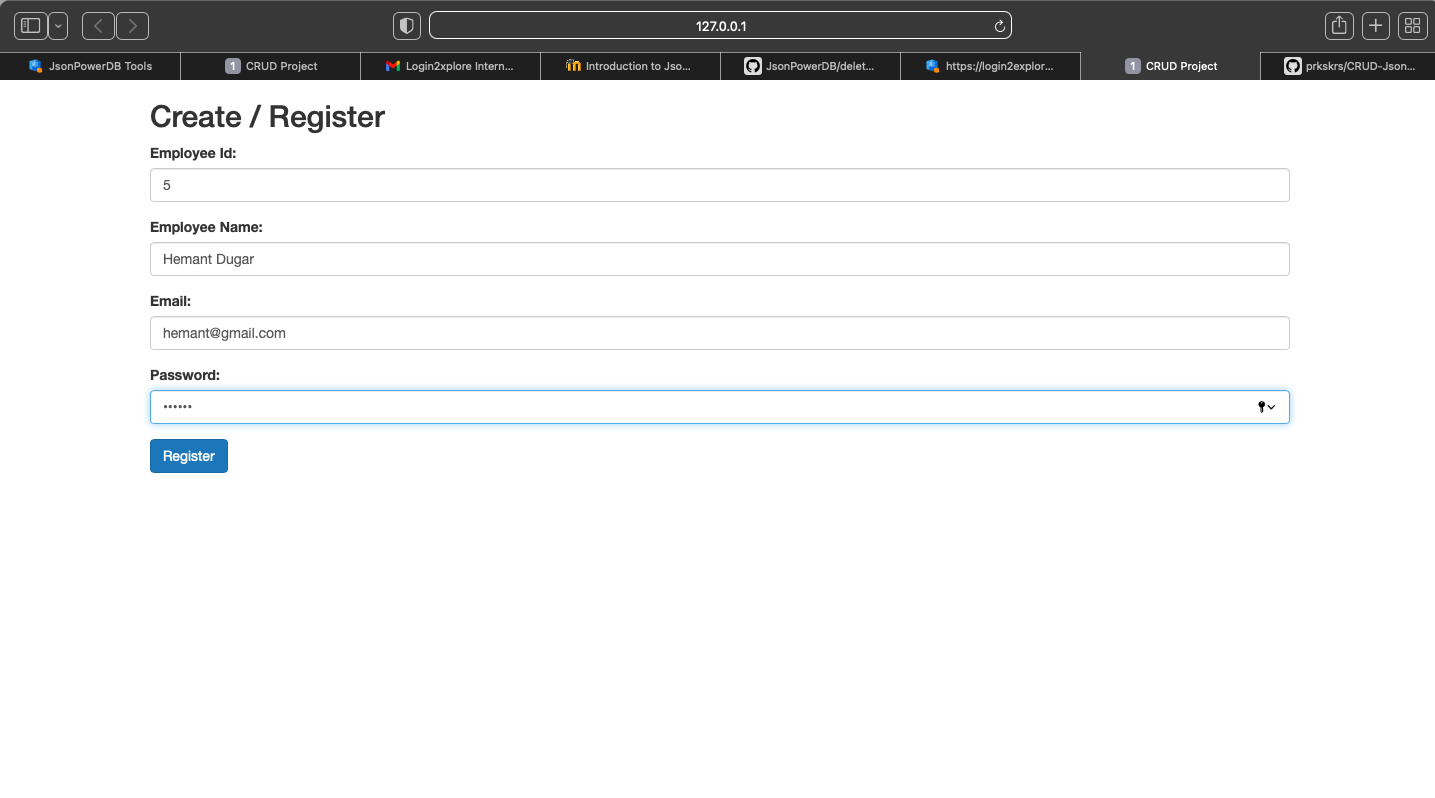 127.0.0.1
JsonPowerDB Tools
1 CRUD Project
Login2xplore Intern...
Introduction to Jso...
JsonPowerDB/delet...
https://login2explor...
1 CRUD Project
prkskrs/CRUD-Json...
Create / Register
Employee Id:
5
Employee Name:
Hemant Dugar
Email:
hemant@gmail.com
Password:
••••••
Register